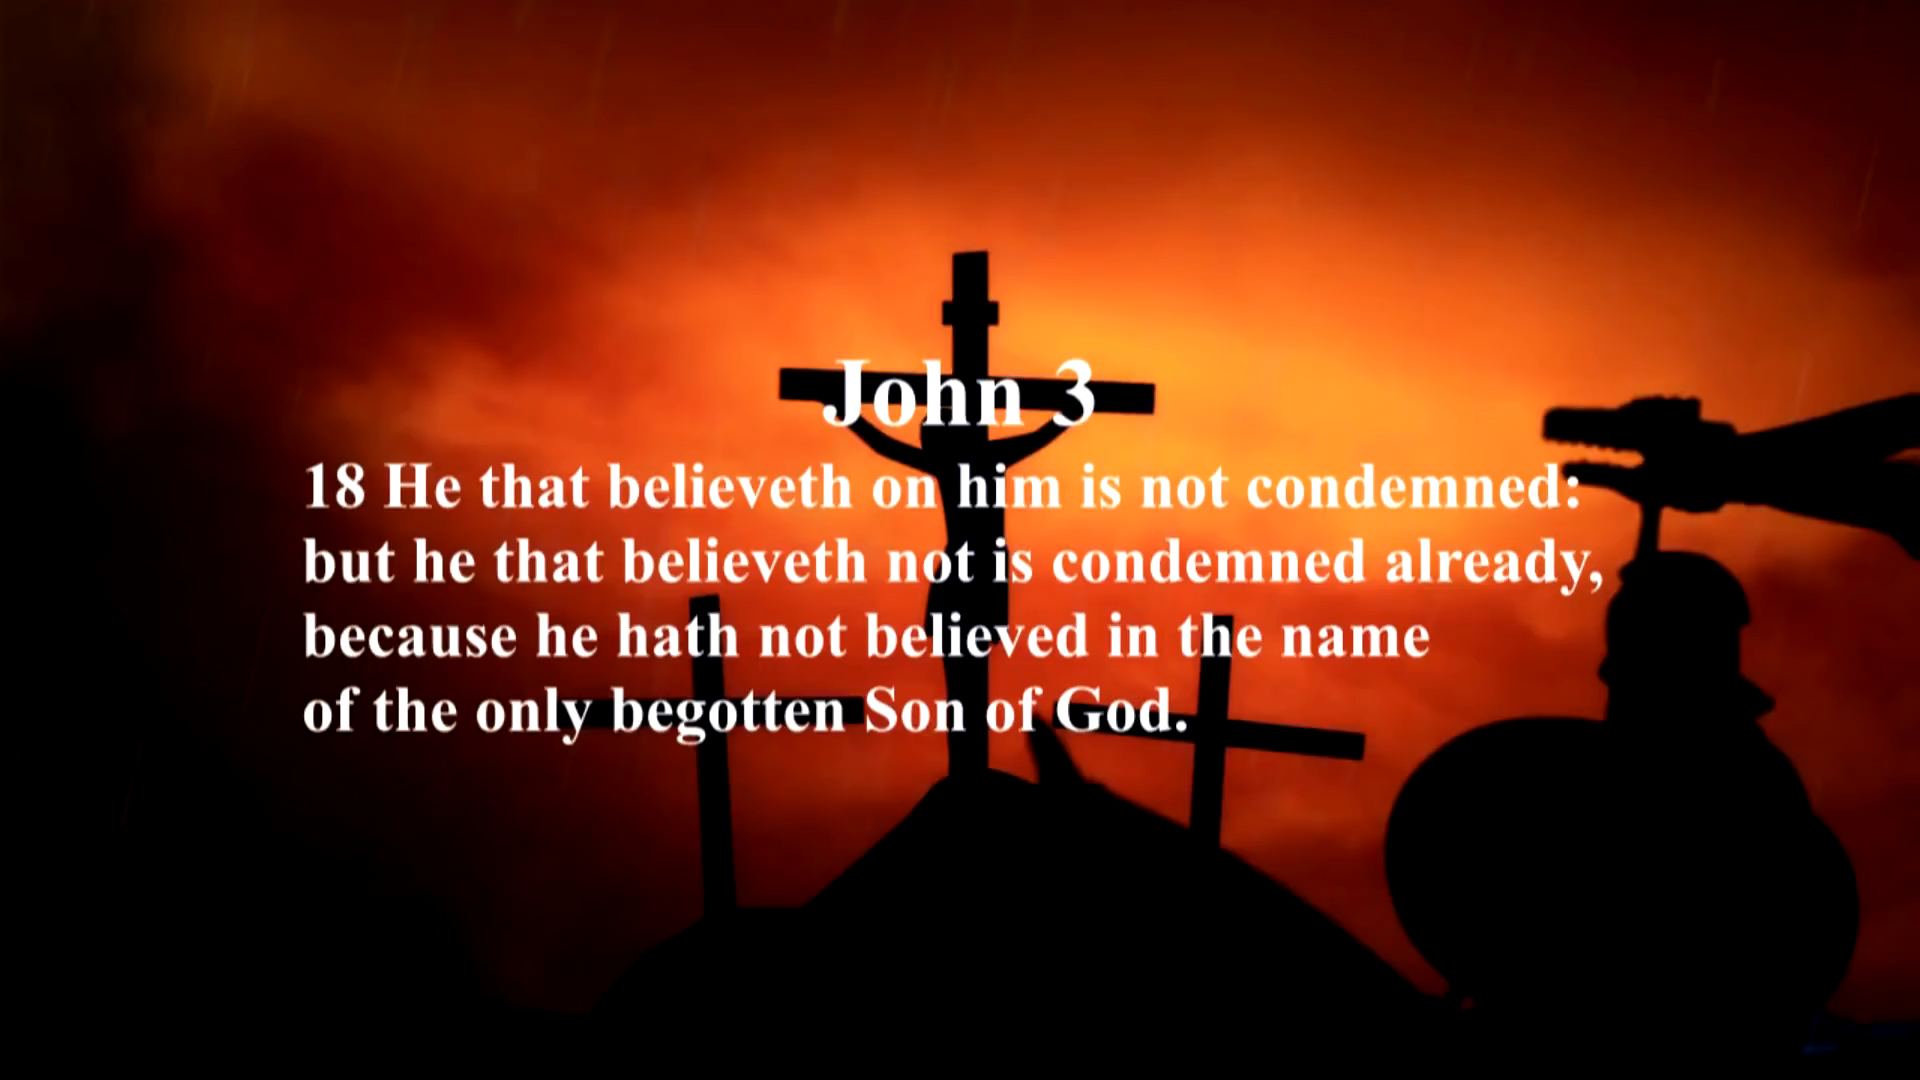 John 3
18 He that believeth on him is not condemned:
but he that believeth not is condemned already,
because he hath not believed in the name
of the only begotten Son of God.